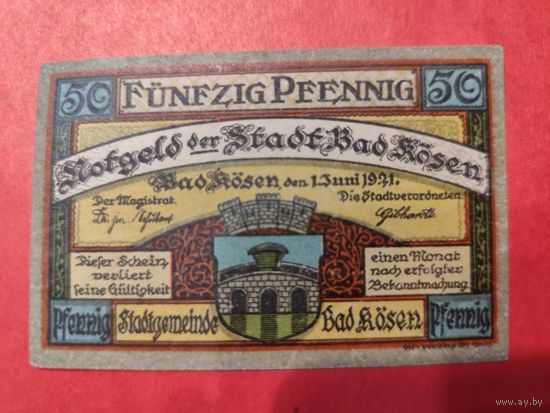 50 FÜNFZIG PFENNIG 50
Notgeld der Stadt Bad Kösen
Bad Kösen, den 1. Juni 1921.
Der Magistrat. Die Stadtverordneten
Dieser Schein verliert seine Gültigkeit
einen Monat nach erfolgter Bekanntmachung
Pfennig Stadtgemeinde Bad Kösen Pfennig
www.ay.by